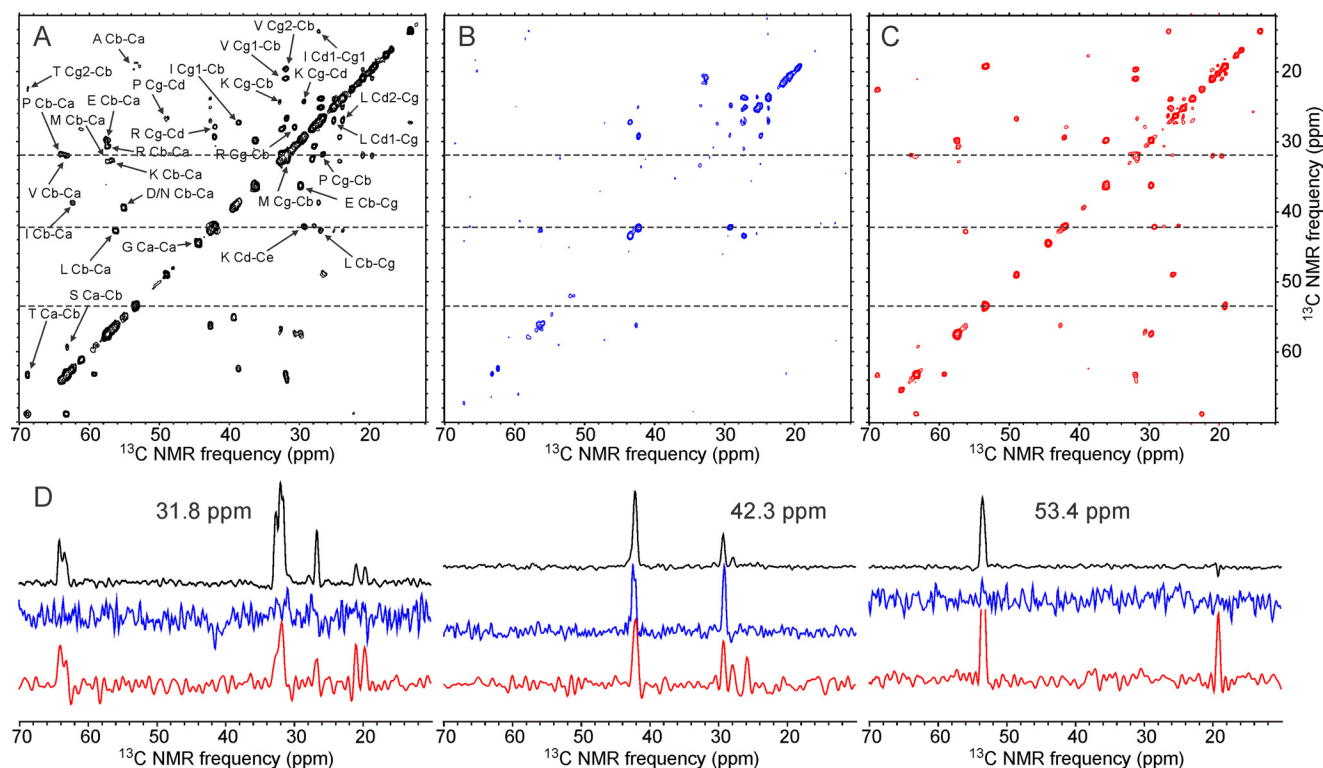 A
B
C
V Cg2-Cb
A Cb-Ca
V Cg1-Cb
I Cd1-Cg1
T Cg2-Cb
P Cg-Cd
I Cg1-Cb
K Cg-Cb
K Cg-Cd
P Cb-Ca
E Cb-Ca
L Cd2-Cg
M Cb-Ca
R Cg-Cd
L Cd1-Cg
R Cb-Ca
R Cg-Cb
K Cb-Ca
P Cg-Cb
V Cb-Ca
D/N Cb-Ca
M Cg-Cb
E Cb-Cg
I Cb-Ca
G Ca-Ca
L Cb-Ca
K Cd-Ce
L Cb-Cg
S Ca-Cb
T Ca-Cb
20
30
40
50
60
13C NMR frequency (ppm)
70 60 50 40 30 20
70 60 50 40 30 20
70 60 50 40 30 20
13C NMR frequency (ppm)
13C NMR frequency (ppm)
13C NMR frequency (ppm)
D
31.8 ppm
42.3 ppm
53.4 ppm
70 60 50 40 30 20
70 60 50 40 30 20
70 60 50 40 30 20
13C NMR frequency (ppm)
13C NMR frequency (ppm)
13C NMR frequency (ppm)